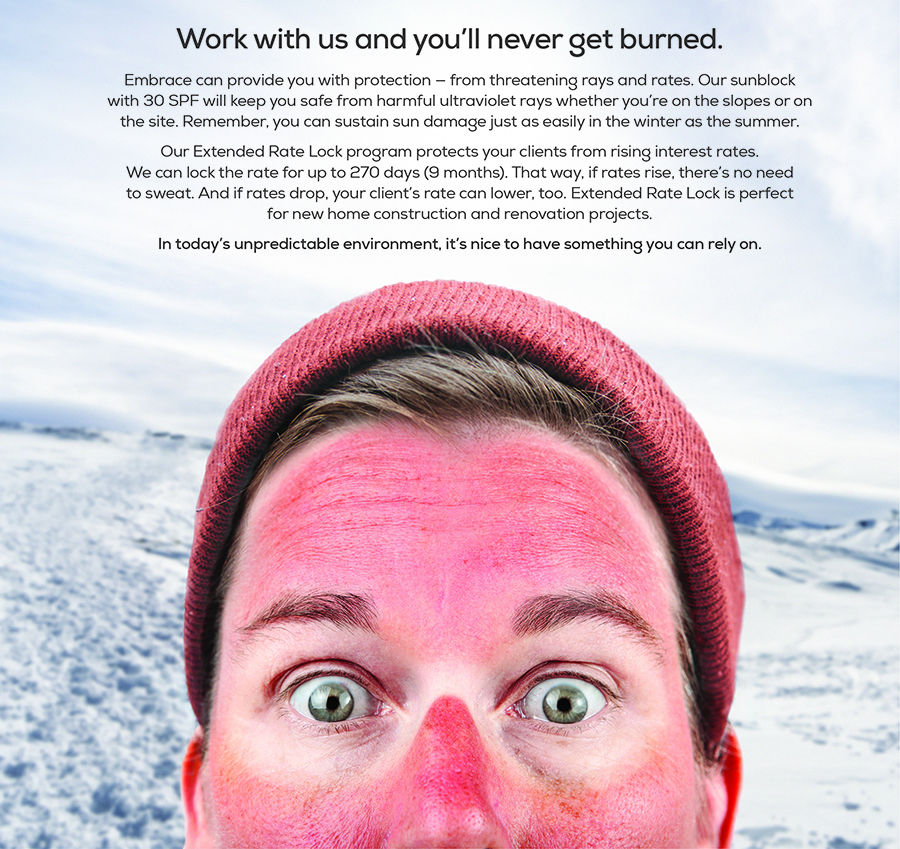 Work with us and you’ll never get burned.
Embrace can provide you with protection – from threatening rays and rates. Our sunblock
with 30 SPF will keep you safe from harmful ultraviolet rays whether you’re on the slopes or on
the site. Remember, you can sustain sun damage just as easily in the winter as the summer.
Our Extended Rate Lock program protects your clients from rising interest rates.
We can lock the rate for up to 270 days (9 months). That way, if rates rise, there’s no need
to sweat. And if rates drop, your client’s rate can lower, too. Extended Rate Lock is perfect
for new home construction and renovation projects.
In today’s unpredictable environment, it’s nice to have something you can rely on.